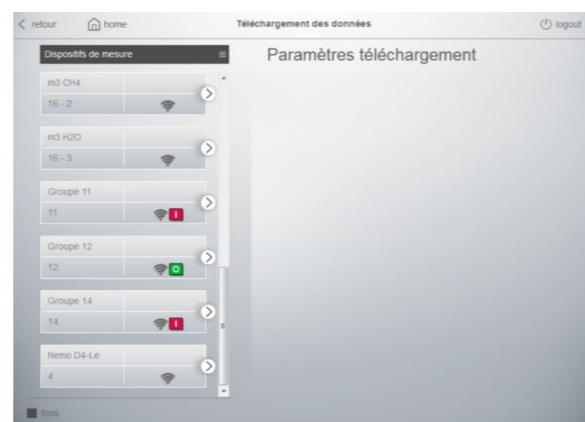 retour
home
Téléchargement des données
logout
Dispositifs de mesure
Paramètres téléchargement
m3 CH4
16 - 2
m3 H2O
16 - 3
Groupe 11
11
I
Groupe 12
12
O
Groupe 14
14
I
Nemo D4-Le
4
tous